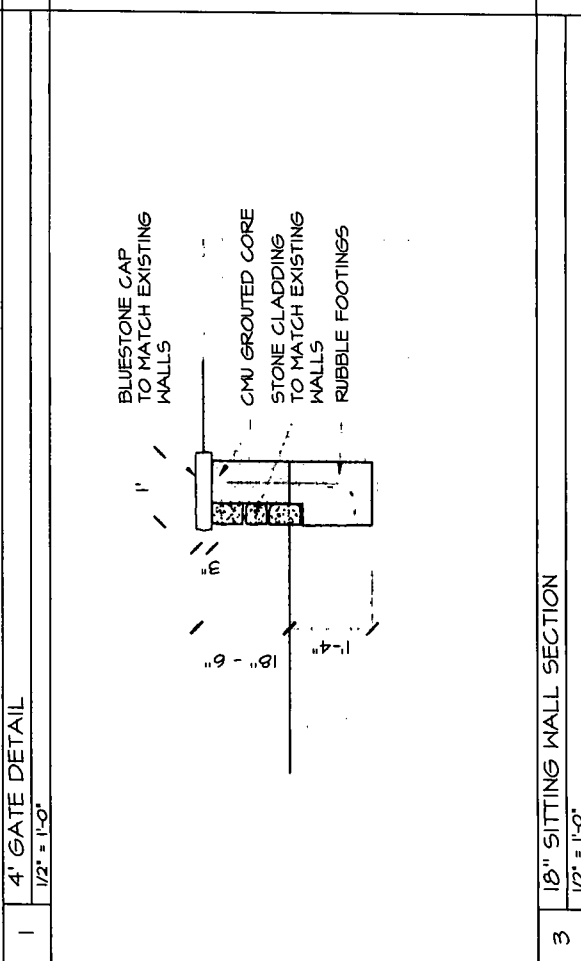 1
4' GATE DETAIL
1/2" = 1'-0"
BLUESTONE CAP
TO MATCH EXISTING
WALLS
CMU GROUTED CORE
STONE CLADDING
TO MATCH EXISTING
WALLS
RUBBLE FOOTINGS
1'
3"
18" - 6"
1'-4"
3
18" SITTING WALL SECTION
1/2" = 1'-0"